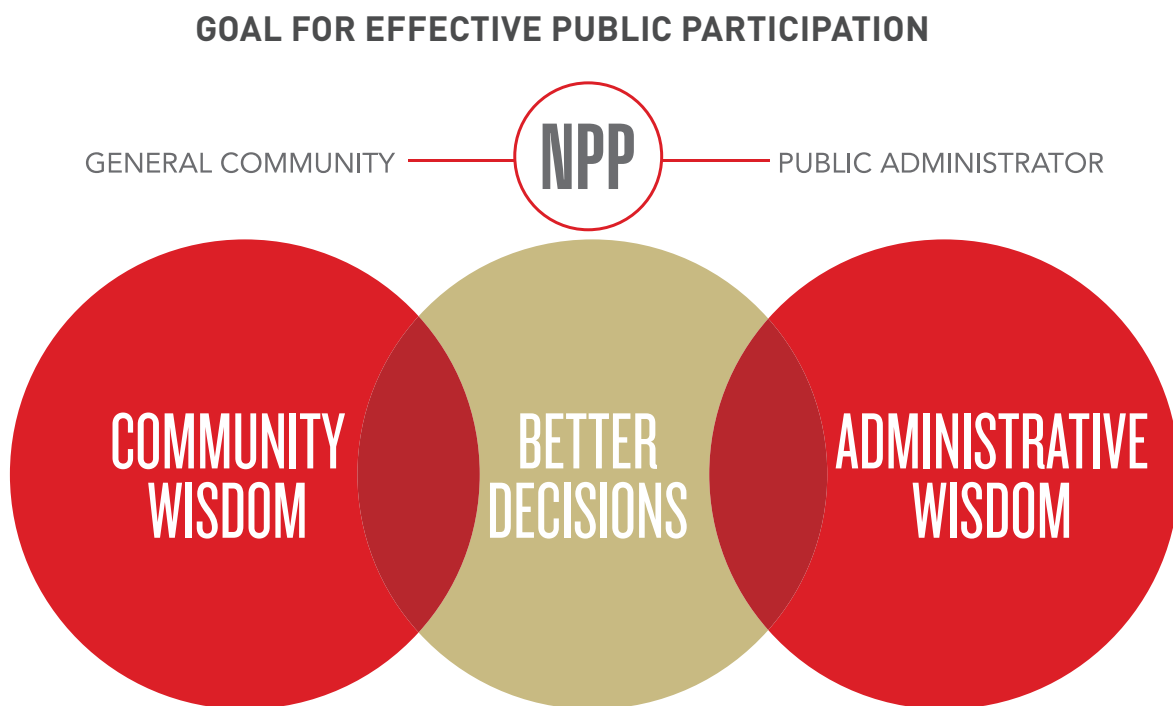 GOAL FOR EFFECTIVE PUBLIC PARTICIPATION
GENERAL COMMUNITY
NPP
PUBLIC ADMINISTRATOR
COMMUNITY
WISDOM
BETTER
DECISIONS
ADMINISTRATIVE
WISDOM